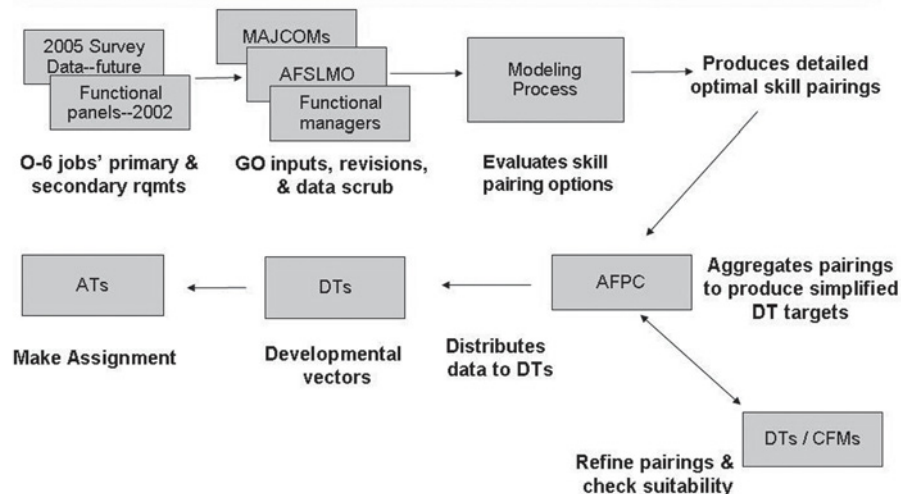 2005 Survey
Data--future
Functional
panels--2002
O-6 jobs' primary &
secondary rqmts
MAJCOMs
AFSLMO
Functional
managers
GO inputs, revisions,
& data scrub
Modeling
Process
Evaluates skill
pairing options
Produces detailed
optimal skill pairings
ATs
Make Assignment
DTs
Developmental
vectors
Distributes
data to DTs
AFPC
Aggregates pairings
to produce simplified
DT targets
DTs / CFMs
Refine pairings &
check suitability